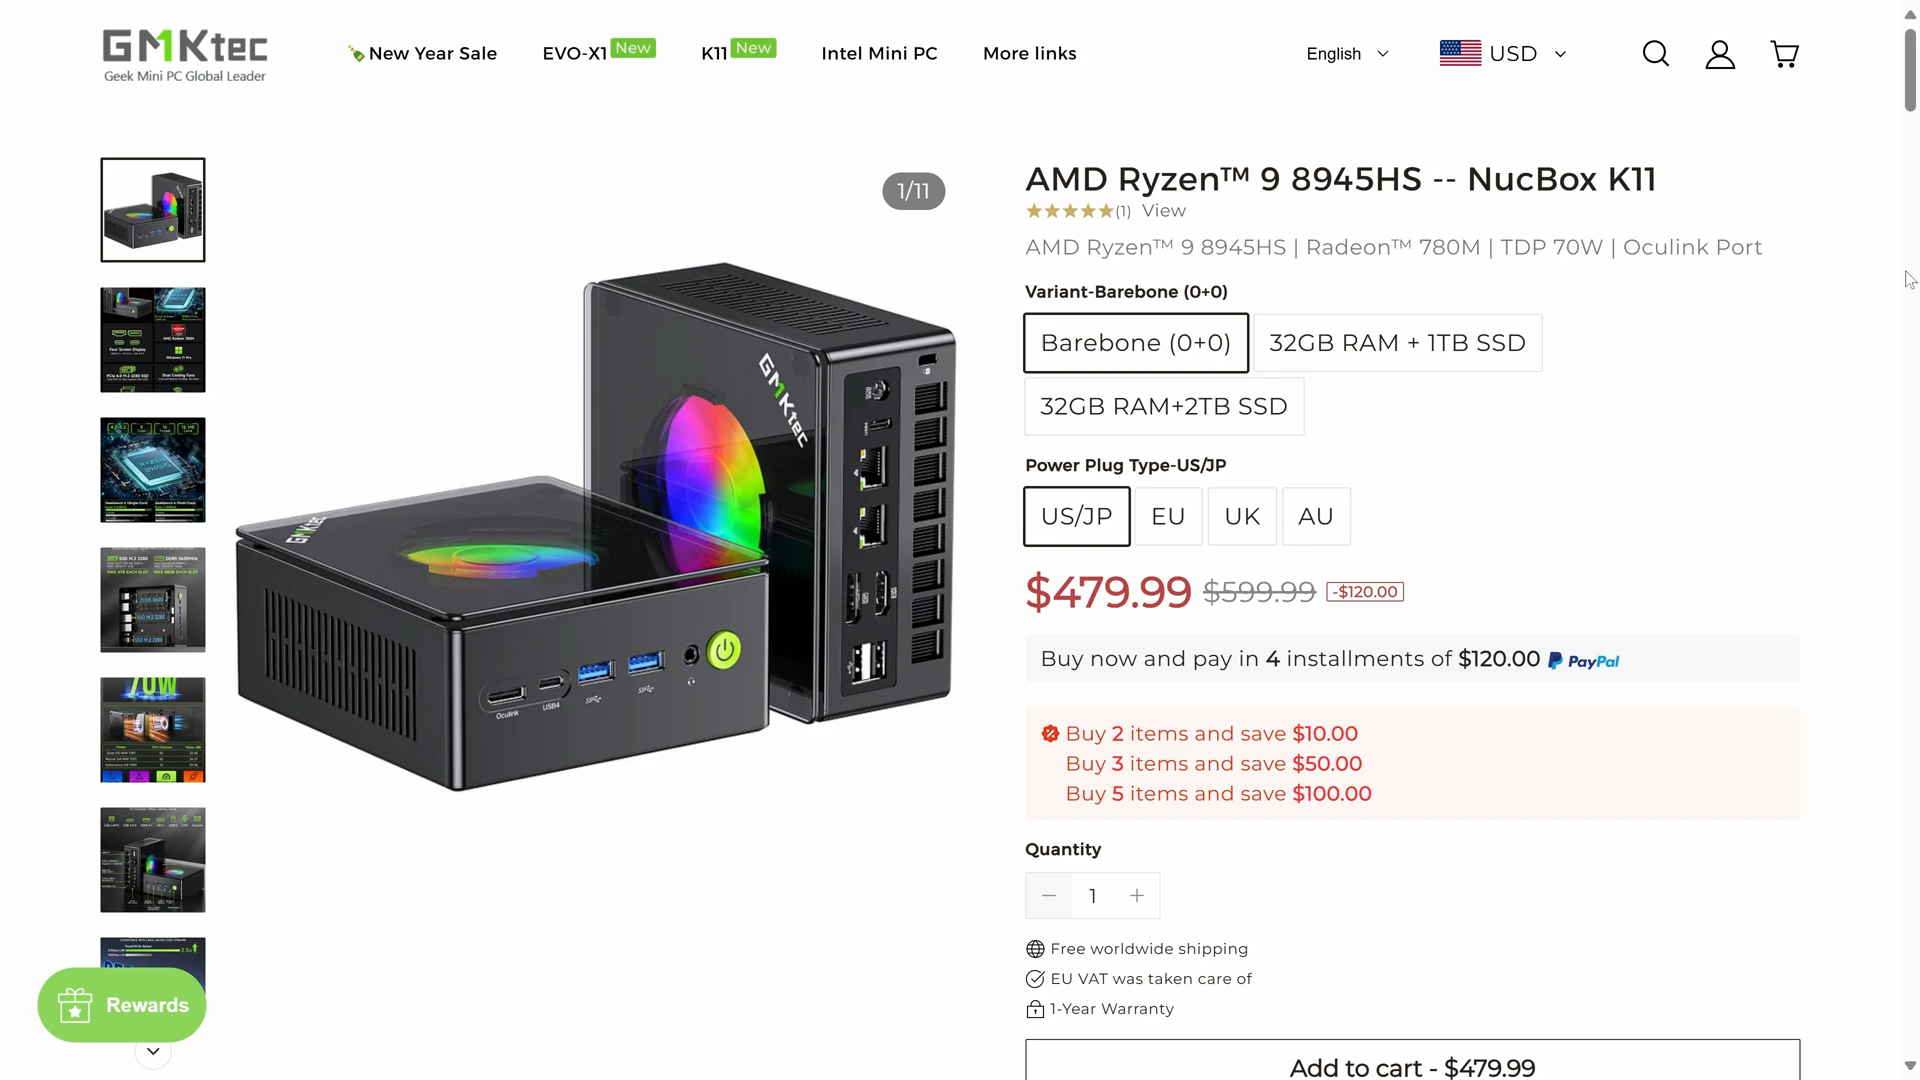 GMKtec
Geek Mini PC Global Leader
New Year Sale
EVO-X1 New
K11 New
Intel Mini PC
More links
English
USD
1/11
GMKtec
GMKtec
Oculink
USB4
AMD Ryzen™ 9 8945HS -- NucBox K11
(1) View
AMD Ryzen™ 9 8945HS | Radeon™ 780M | TDP 70W | Oculink Port
Variant-Barebone (0+0)
Barebone (0+0)
32GB RAM + 1TB SSD
32GB RAM+2TB SSD
Power Plug Type-US/JP
US/JP
EU
UK
AU
$479.99 $599.99 -$120.00
Buy now and pay in 4 installments of $120.00 PayPal
Buy 2 items and save $10.00
Buy 3 items and save $50.00
Buy 5 items and save $100.00
Quantity
1
Free worldwide shipping
EU VAT was taken care of
1-Year Warranty
Add to cart - $479.99
70W
Rewards